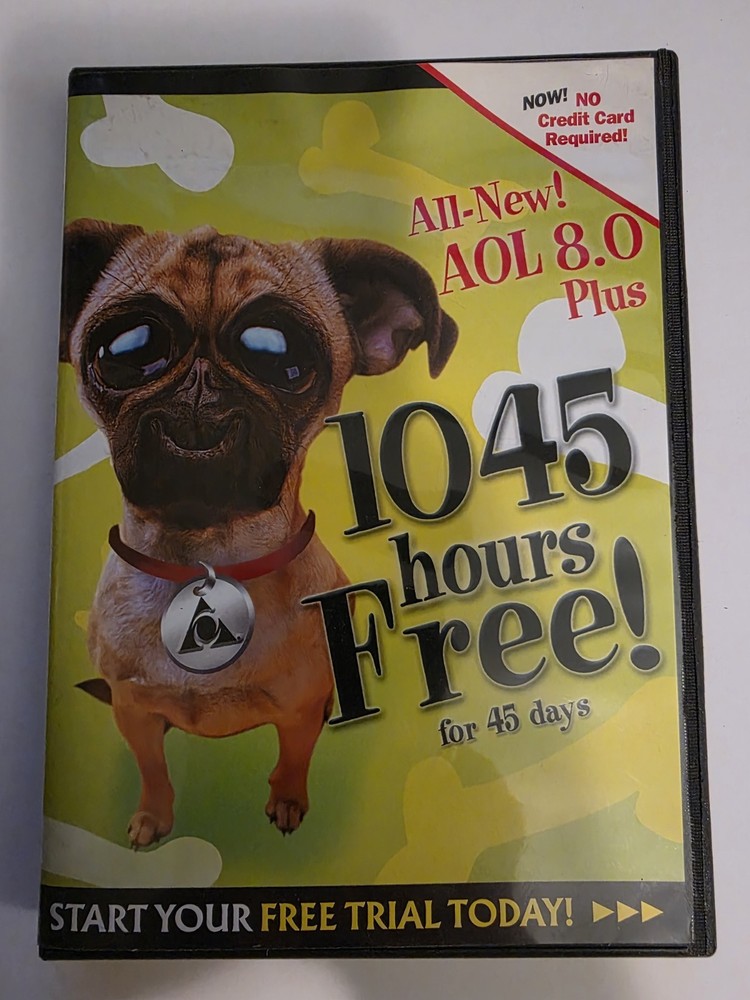 NOW! NO
Credit Card
Required!
All-New!
AOL 8.0
Plus
1045
hours
Free!
for 45 days
START YOUR FREE TRIAL TODAY!